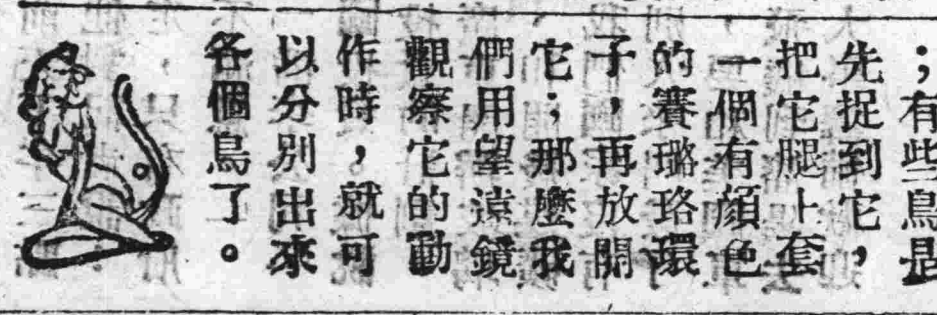 ；有些鳥是
先捉到它，
把它腿上套
一個有顏色
的賽璐珞環
子，再放開
它；那麼我
們用望遠鏡
觀察它的動
作時，就可
以分別出來
各個鳥了。